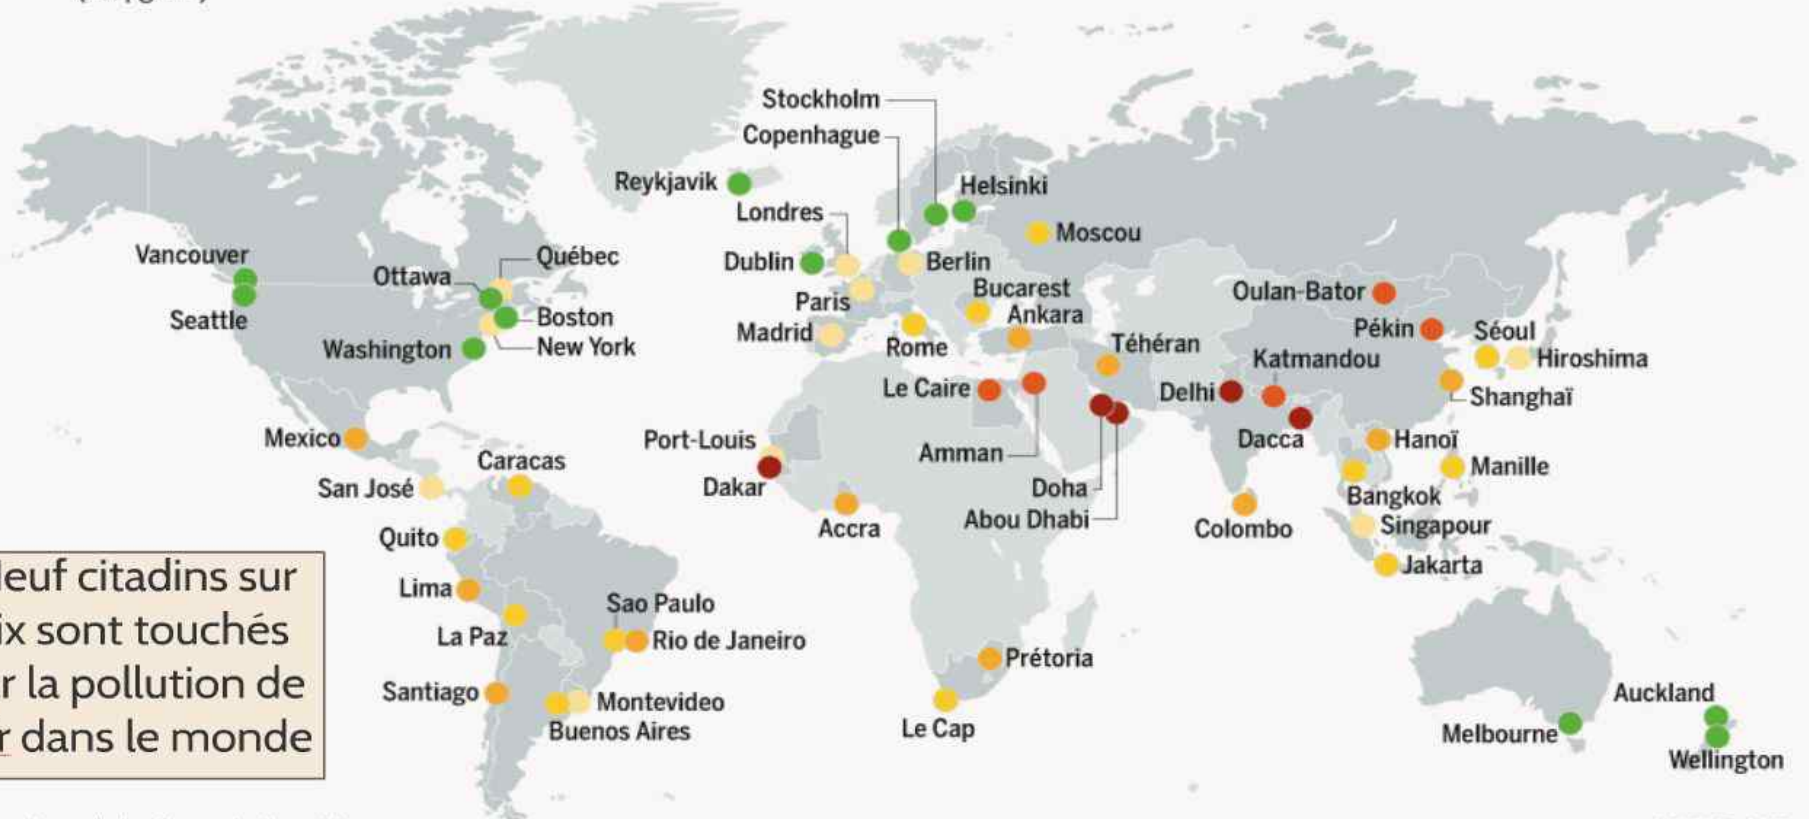 Stockholm
Copenhague
Reykjavik
Helsinki
Londres
Moscou
Vancouver
Québec
Dublin
Berlin
Ottawa
Bucarest
Oulan-Bator
Paris
Seattle
Boston
Ankara
Pékin
Séoul
Madrid
Washington
New York
Rome
Téhéran
Katmandou
Hiroshima
Le Caire
Delhi
Shanghaï
Mexico
Port-Louis
Amman
Dacca
Hanoï
Caracas
Manille
San José
Dakar
Doha
Bangkok
Accra
Abou Dhabi
Colombo
Singapour
Quito
Jakarta
euf citadins sur
Lima
Sao Paulo
ix sont touchés
La Paz
Rio de Janeiro
Prétoria
r la pollution de
Santiago
Montevideo
Auckland
Buenos Aires
Le Cap
Melbourne
r dans le monde
Wellington